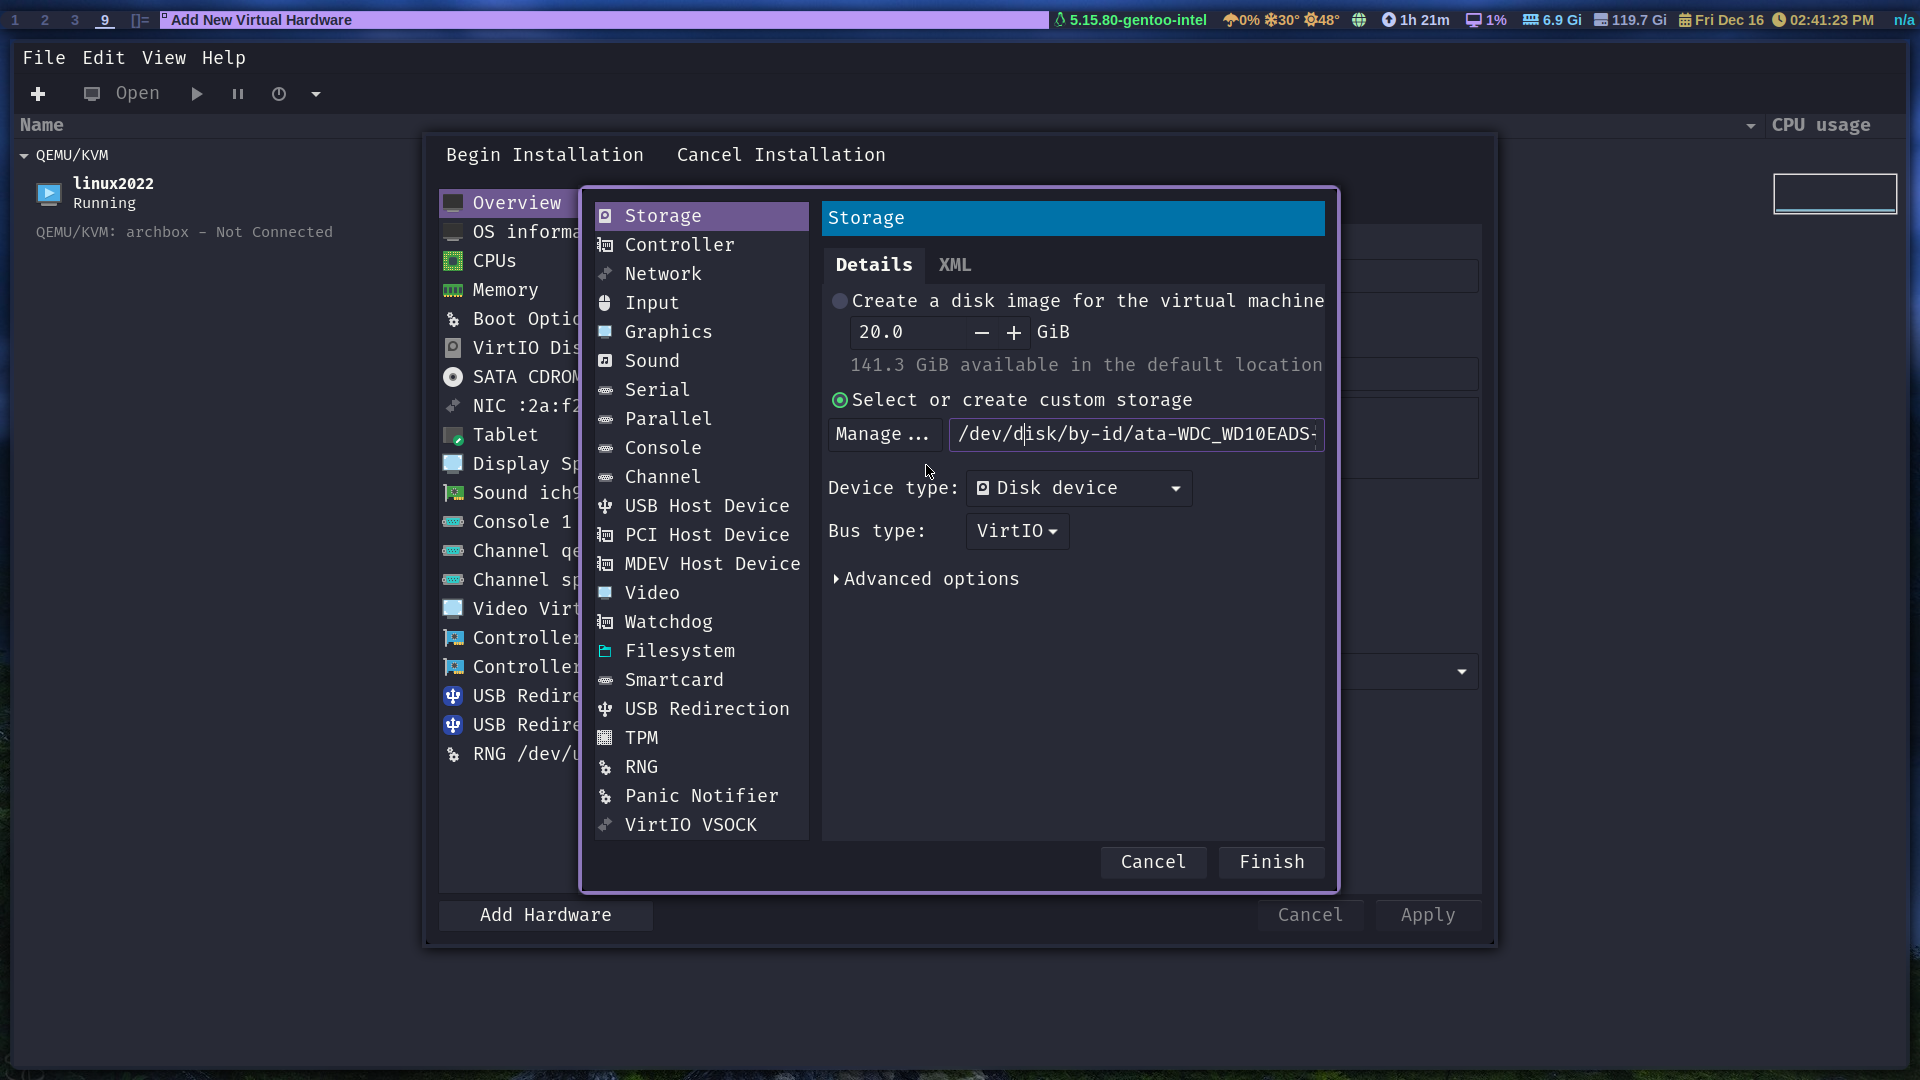 1 2 3 9 []= Add New Virtual Hardware 5.15.80-gentoo-intel 0% 30° 48° 1h 21m 1% 6.9 Gi 119.7 Gi Fri Dec 16 02:41:23 PM n/a
File Edit View Help
Open
Name CPU usage
QEMU/KVM
linux2022
Running
QEMU/KVM: archbox - Not Connected
Begin Installation Cancel Installation
Overview
OS informa
CPUs
Memory
Boot Optio
VirtIO Dis
SATA CDROM
NIC :2a:f2
Tablet
Display Sp
Sound ich9
Console 1
Channel qe
Channel sp
Video Virt
Controller
Controller
USB Redire
USB Redire
RNG /dev/u
Add Hardware
Cancel Apply
Storage
Controller
Network
Input
Graphics
Sound
Serial
Parallel
Console
Channel
USB Host Device
PCI Host Device
MDEV Host Device
Video
Watchdog
Filesystem
Smartcard
USB Redirection
TPM
RNG
Panic Notifier
VirtIO VSOCK
Storage
Details XML
Create a disk image for the virtual machine
20.0 − + GiB
141.3 GiB available in the default location
Select or create custom storage
Manage... /dev/disk/by-id/ata-WDC_WD10EADS-
Device type: Disk device
Bus type: VirtIO
Advanced options
Cancel Finish